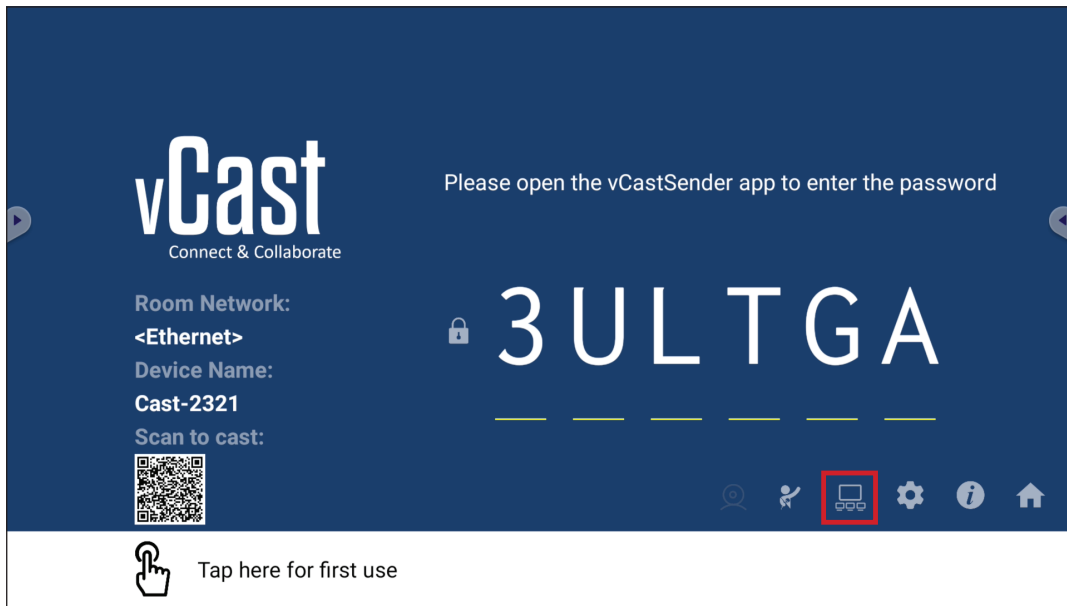 vCast
Connect & Collaborate
Please open the vCastSender app to enter the password
Room Network:
<Ethernet>
Device Name:
Cast-2321
Scan to cast:
3ULTGA
Tap here for first use